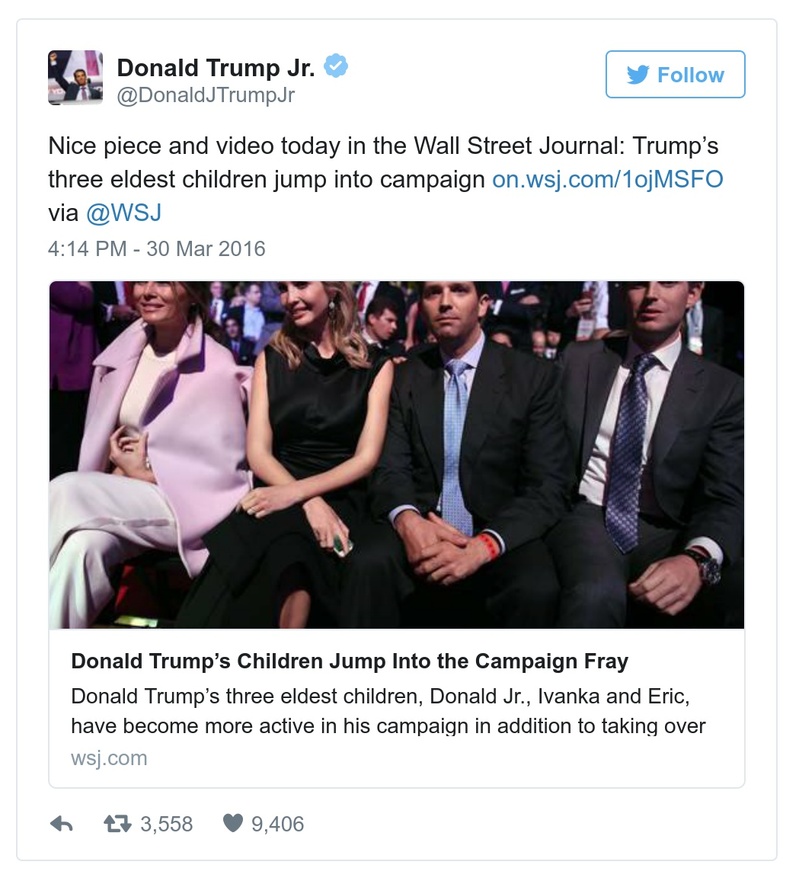 Donald Trump Jr.
@DonaldJTrumpJr
Follow
Nice piece and video today in the Wall Street Journal: Trump’s
three eldest children jump into campaign on.wsj.com/1ojMSFO
via @WSJ
4:14 PM - 30 Mar 2016
Donald Trump’s Children Jump Into the Campaign Fray
Donald Trump’s three eldest children, Donald Jr., Ivanka and Eric,
have become more active in his campaign in addition to taking over
wsj.com
3,558 9,406